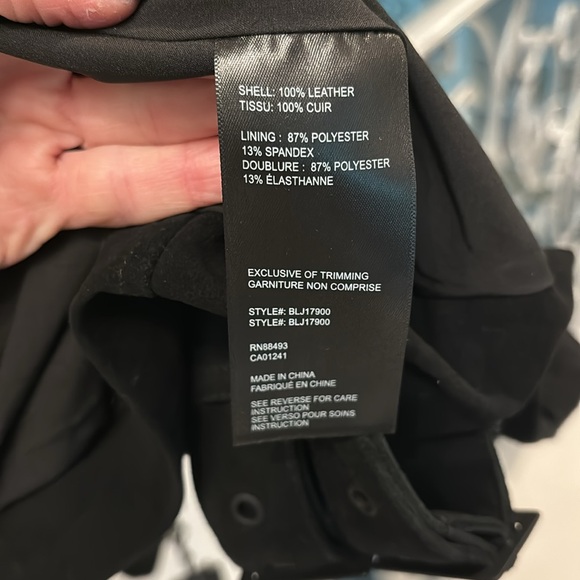 SHELL: 100% LEATHER
TISSU: 100% CUIR
LINING : 87% POLYESTER
13% SPANDEX
DOUBLURE : 87% POLYESTER
13% ÉLASTHANNE
EXCLUSIVE OF TRIMMING
GARNITURE NON COMPRISE
STYLE#: BLJ17900
STYLE#: BLJ17900
RN88493
CA01241
MADE IN CHINA
FABRIQUÉ EN CHINE
SEE REVERSE FOR CARE
INSTRUCTION
SEE VERSO POUR SOINS
INSTRUCTION